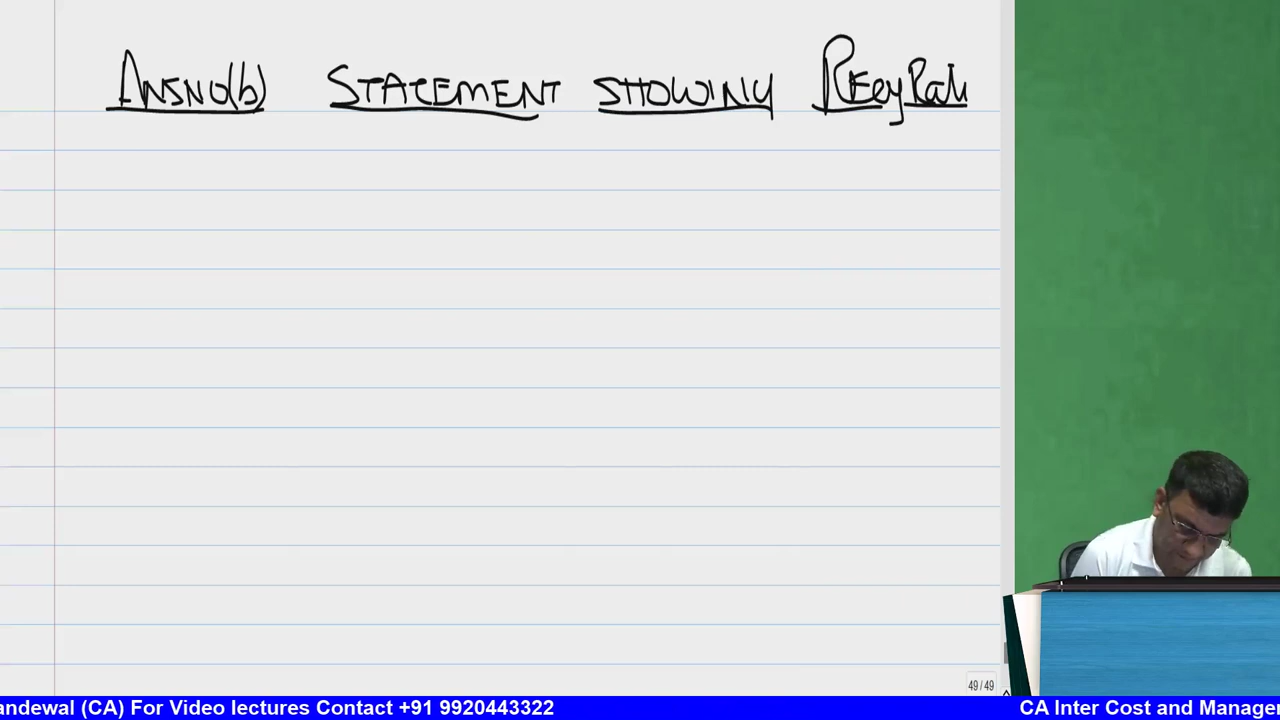 ANSNO(b) STATEMENT SHOWING RECy Rate
49/49
andewal (CA) For Video lectures Contact +91 9920443322
CA Inter Cost and Manager